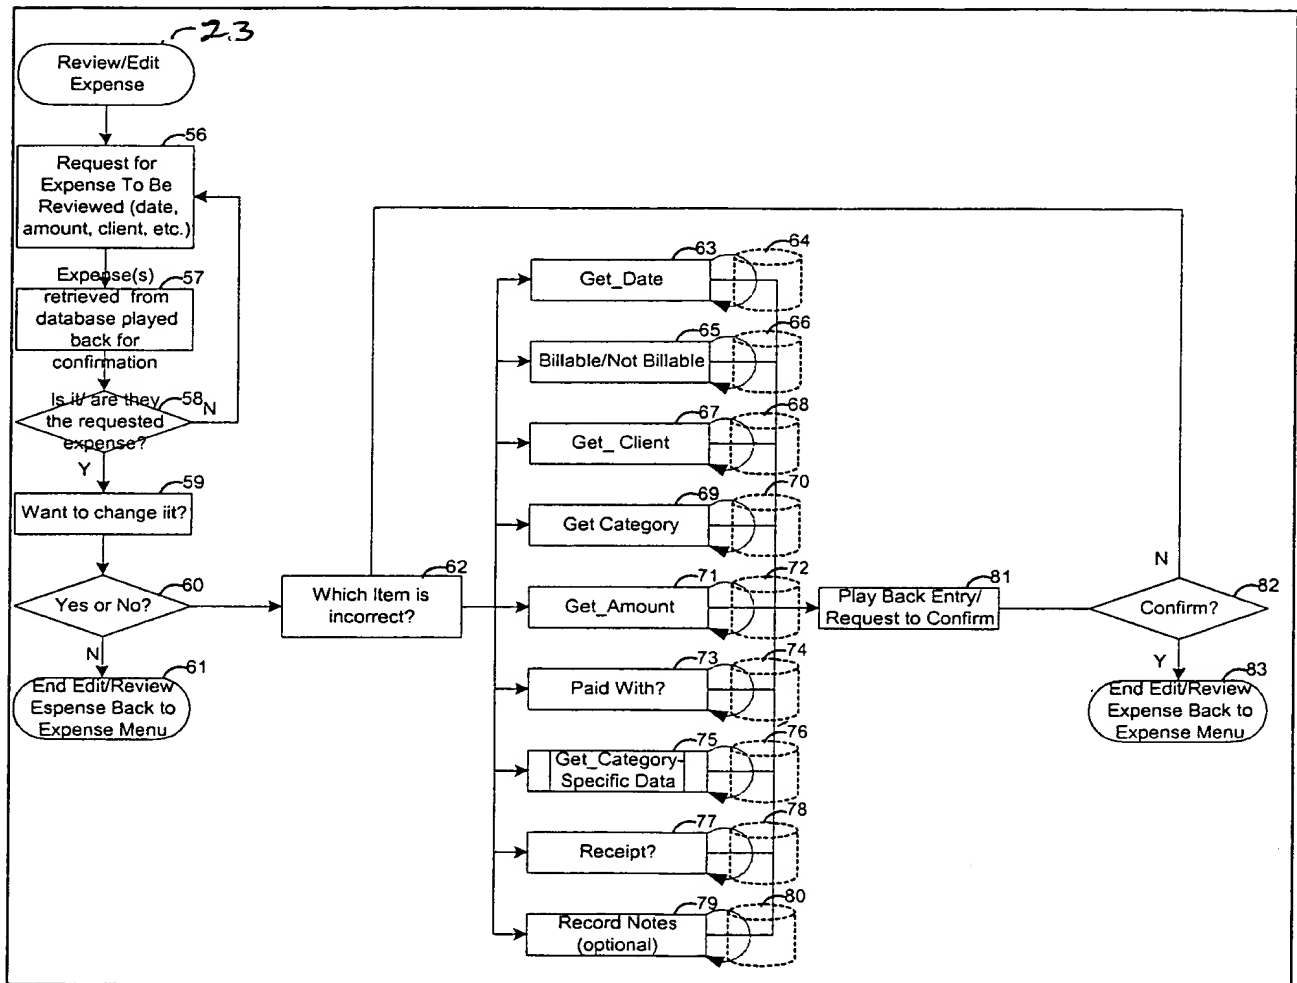 23
Review/Edit
Expense
56
Request for
Expense To Be
Reviewed (date,
amount, client, etc.)
57
Expense(s)
retrieved from
database played
back for
confirmation
58
Is it/ are they
the requested
expense?
N
Y
59
Want to change iit?
60
Yes or No?
N
61
End Edit/Review
Espense Back to
Expense Menu
62
Which Item is
incorrect?
63
64
Get_Date
65
66
Billable/Not Billable
67
68
Get_ Client
69
70
Get Category
71
72
Get_Amount
73
74
Paid With?
75
76
Get_Category-
Specific Data
77
78
Receipt?
79
80
Record Notes
(optional)
81
Play Back Entry/
Request to Confirm
N
82
Confirm?
Y
83
End Edit/Review
Expense Back to
Expense Menu